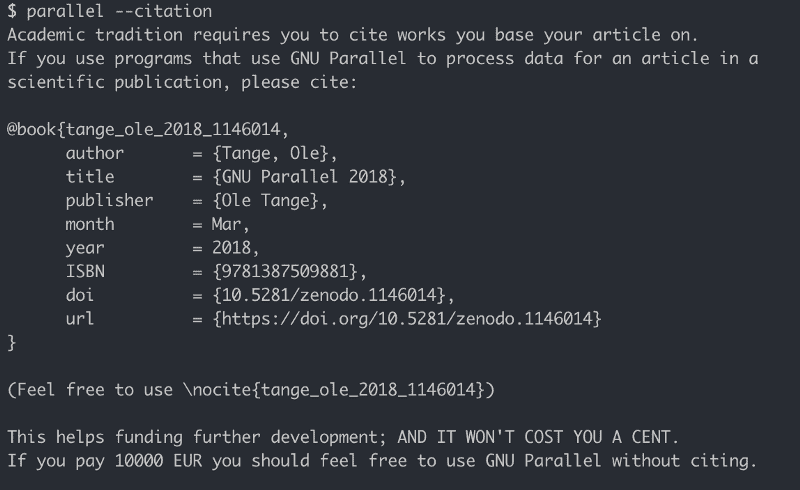 $ parallel --citation
Academic tradition requires you to cite works you base your article on.
If you use programs that use GNU Parallel to process data for an article in a
scientific publication, please cite:

@book{tange_ole_2018_1146014,
      author       = {Tange, Ole},
      title        = {GNU Parallel 2018},
      publisher    = {Ole Tange},
      month        = Mar,
      year         = 2018,
      ISBN         = {9781387509881},
      doi          = {10.5281/zenodo.1146014},
      url          = {https://doi.org/10.5281/zenodo.1146014}
}

(Feel free to use \nocite{tange_ole_2018_1146014})

This helps funding further development; AND IT WON'T COST YOU A CENT.
If you pay 10000 EUR you should feel free to use GNU Parallel without citing.